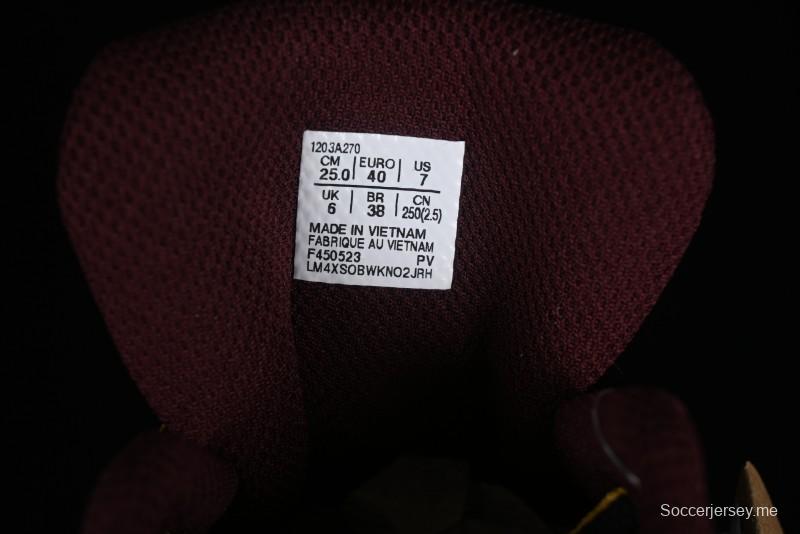 1203A270
CM | EURO | US
25.0 | 40 | 7
UK | BR | CN
6 | 38 | 250(2.5)
MADE IN VIETNAM
FABRIQUE AU VIETNAM
F450523 PV
LM4XSOBWKNO2JRH
Soccerjersey.me